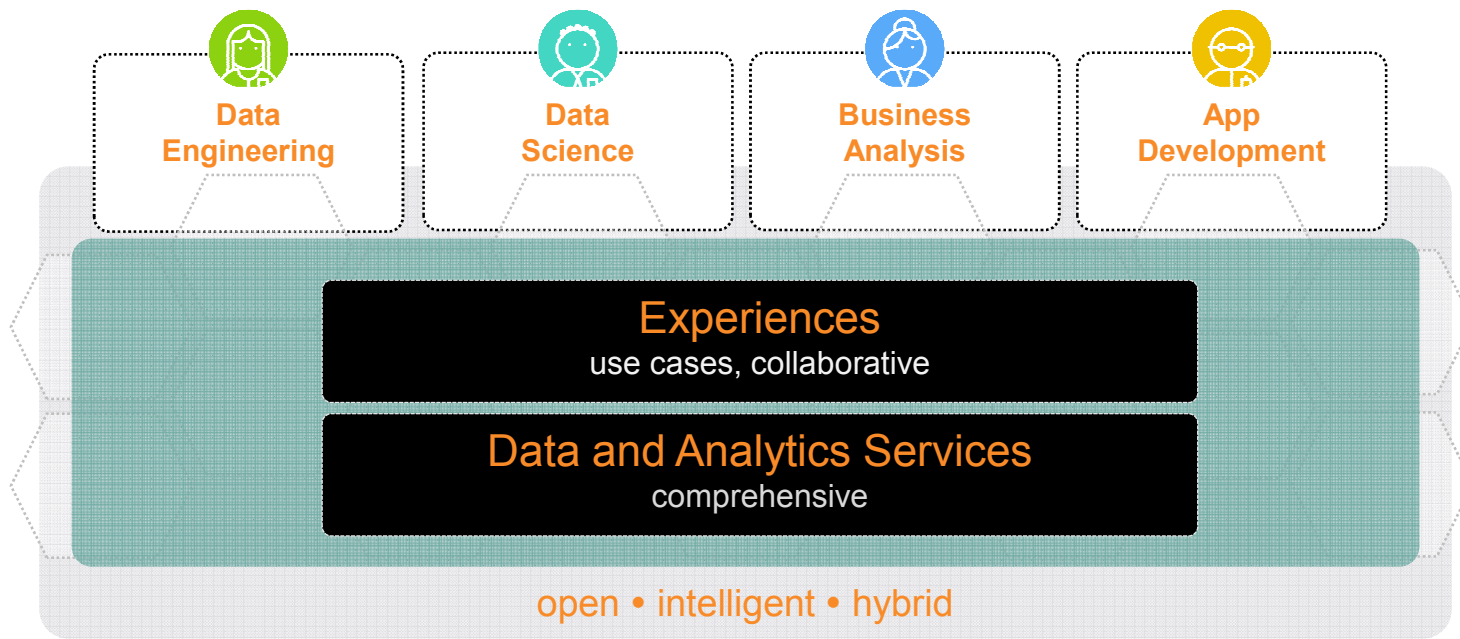 Data
Engineering
Data
Science
Business
Analysis
App
Development
Experiences
use cases, collaborative
Data and Analytics Services
comprehensive
open • intelligent • hybrid